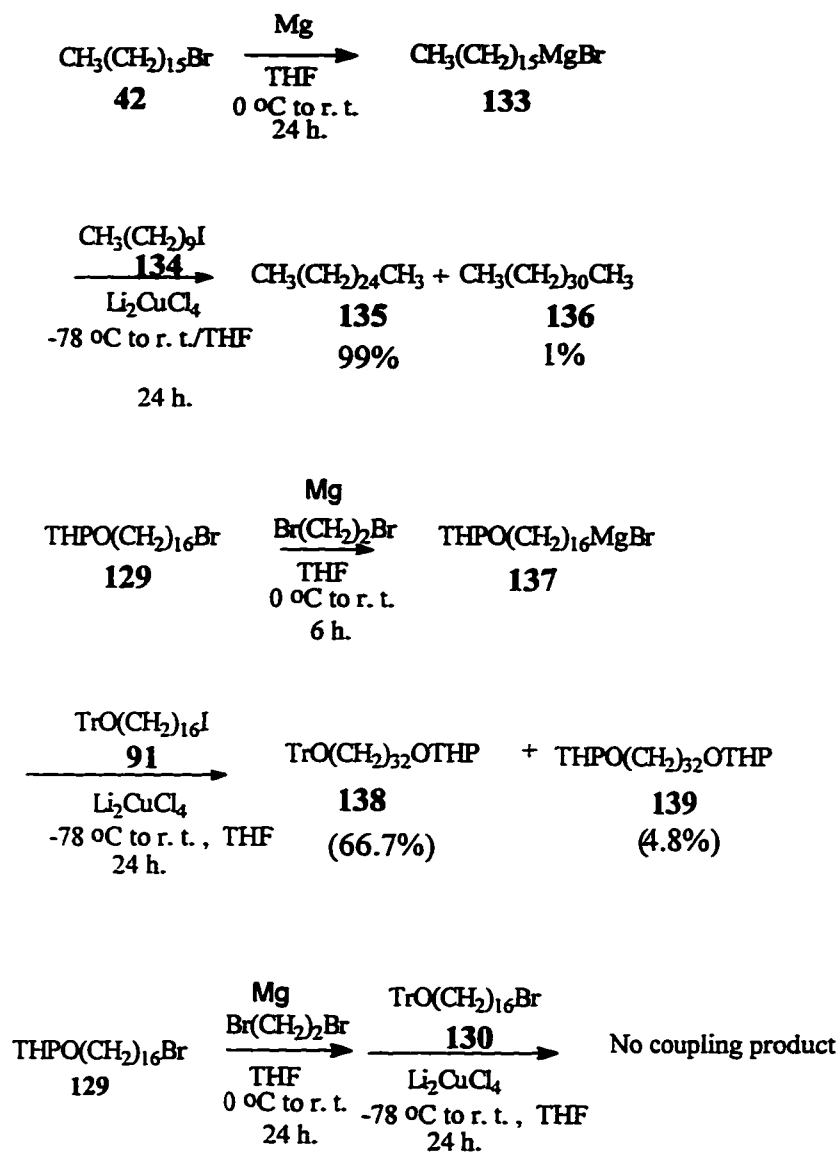 Mg
CH₃(CH₂)₁₅Br CH₃(CH₂)₁₅MgBr
THF
42 133
0 ºC to r. t.
24 h.
CH₃(CH₂)₉I
134
CH₃(CH₂)₂₄CH₃ + CH₃(CH₂)₃₀CH₃
Li₂CuCl₄
135 136
-78 ºC to r. t./THF
99% 1%
24 h.
Mg
THPO(CH₂)₁₆Br Br(CH₂)₂Br THPO(CH₂)₁₆MgBr
129 THF 137
0 ºC to r. t.
6 h.
TrO(CH₂)₁₆I
91 TrO(CH₂)₃₂OTHP + THPO(CH₂)₃₂OTHP
Li₂CuCl₄ 138 139
-78 ºC to r. t. , THF (66.7%) (4.8%)
24 h.
Mg TrO(CH₂)₁₆Br
Br(CH₂)₂Br 130 No coupling product
THPO(CH₂)₁₆Br
129 THF Li₂CuCl₄
0 ºC to r. t. -78 ºC to r. t. , THF
24 h. 24 h.